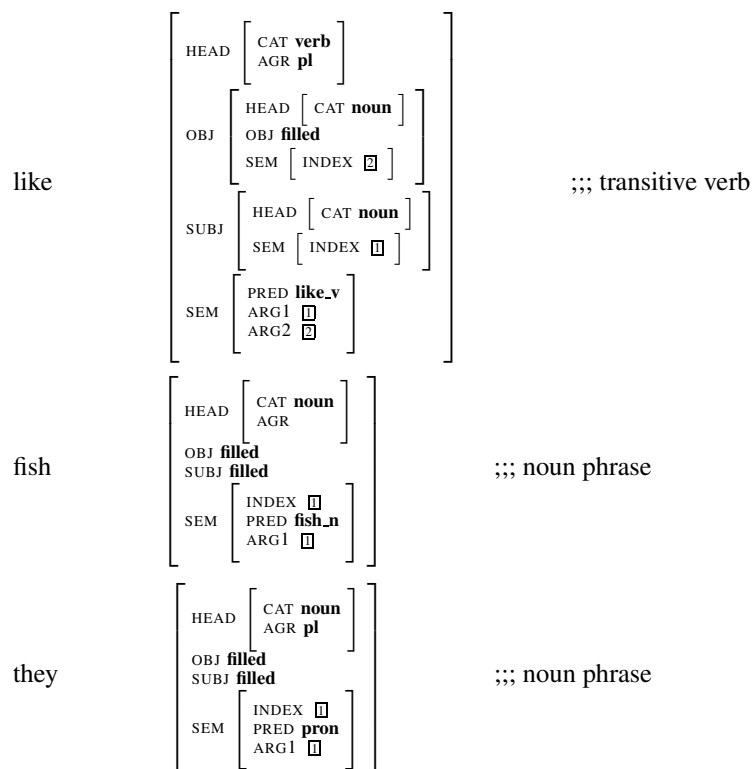 HEAD CAT verb
AGR pl
OBJ HEAD CAT noun
OBJ filled
SEM INDEX 2
like ;;; transitive verb
SUBJ HEAD CAT noun
SEM INDEX 1
SEM PRED like_v
ARG1 1
ARG2 2
HEAD CAT noun
AGR
OBJ filled
SUBJ filled
fish ;;; noun phrase
SEM INDEX 1
PRED fish_n
ARG1 1
HEAD CAT noun
AGR pl
OBJ filled
SUBJ filled
they ;;; noun phrase
SEM INDEX 1
PRED pron
ARG1 1